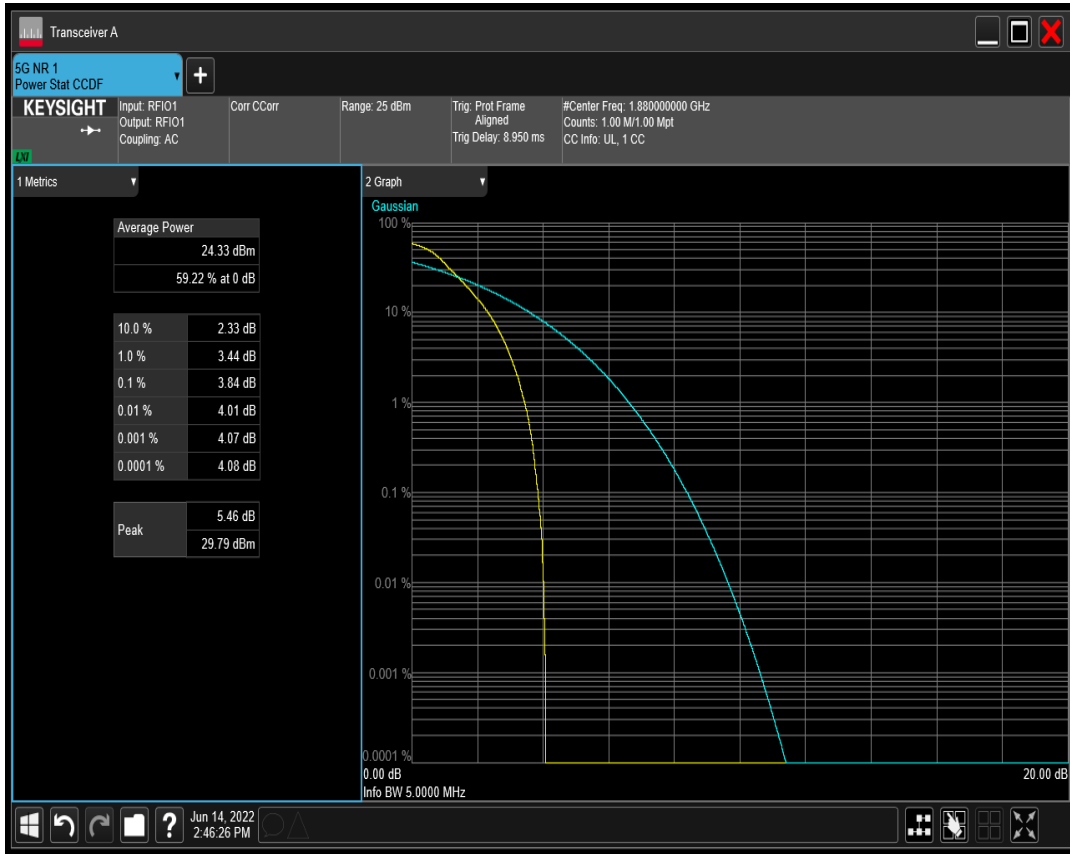 Transceiver A
5G NR 1
Power Stat CCDF
+
KEYSIGHT
LXI
Input: RFIO1
Output: RFIO1
Coupling: AC
Corr CCorr
Range: 25 dBm
Trig: Prot Frame
Aligned
Trig Delay: 8.950 ms
#Center Freq: 1.880000000 GHz
Counts: 1.00 M/1.00 Mpt
CC Info: UL, 1 CC
1 Metrics
Average Power
24.33 dBm
59.22 % at 0 dB
10.0 % 2.33 dB
1.0 % 3.44 dB
0.1 % 3.84 dB
0.01 % 4.01 dB
0.001 % 4.07 dB
0.0001 % 4.08 dB
Peak
5.46 dB
29.79 dBm
2 Graph
Gaussian
100 %
10 %
1 %
0.1 %
0.01 %
0.001 %
0.0001 %
0.00 dB
20.00 dB
Info BW 5.0000 MHz
?
Jun 14, 2022
2:46:26 PM